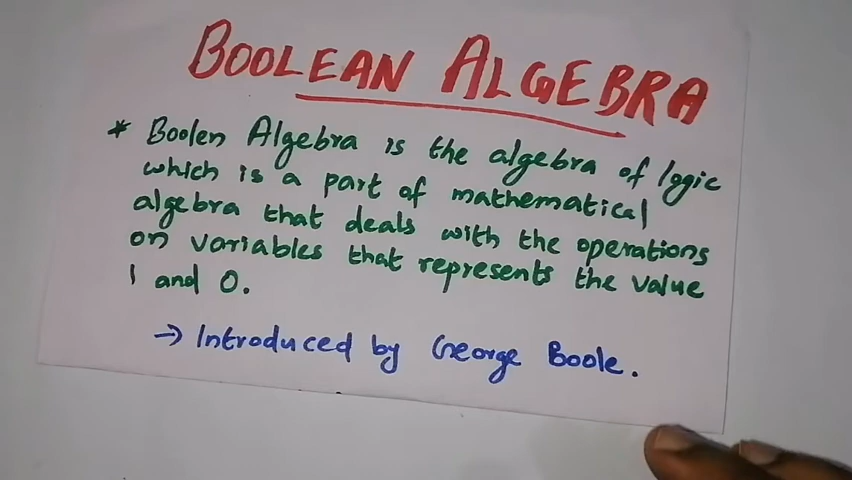 BOOLEAN ALGEBRA
* Boolen Algebra is the algebra of logic
which is a part of mathematical
algebra that deals with the operations
on variables that represents the value
1 and 0.
→ Introduced by George Boole.